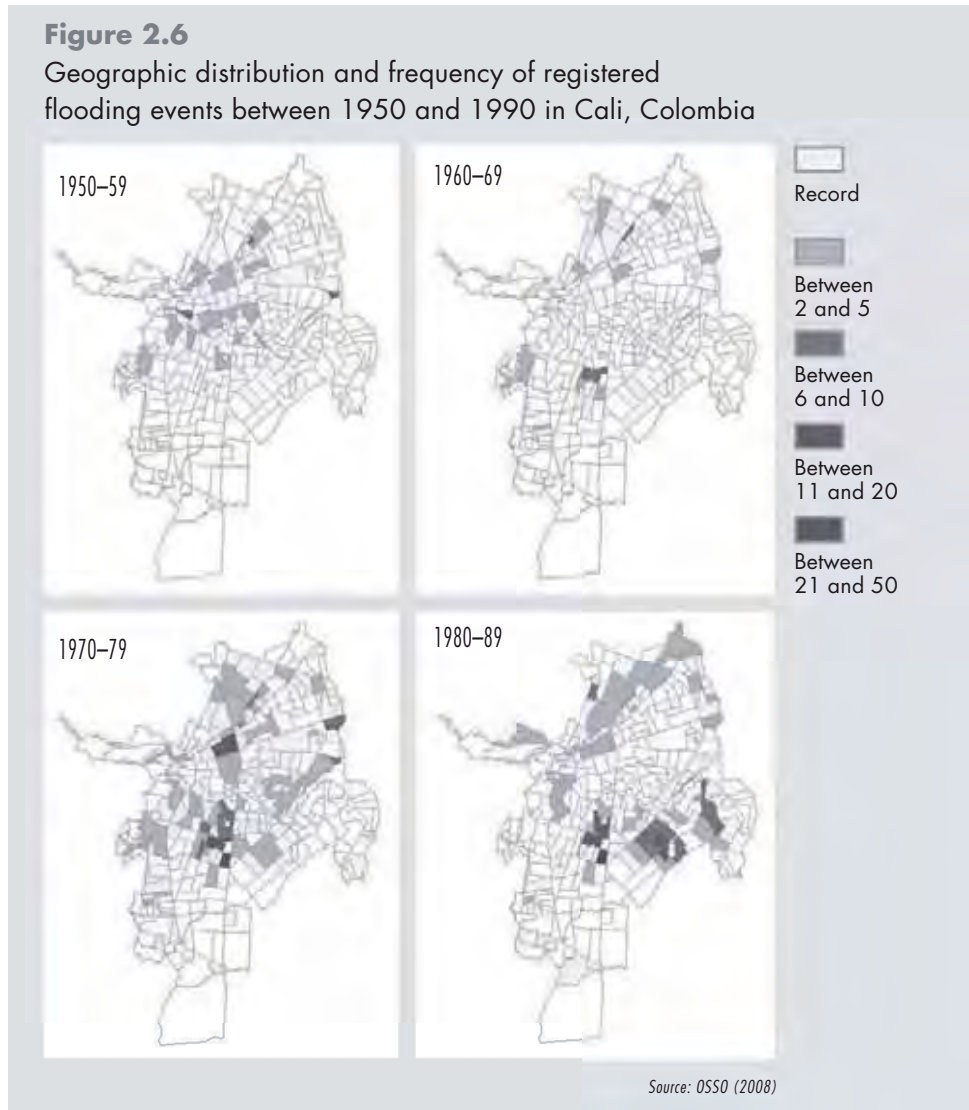 Figure 2.6
Geographic distribution and frequency of registered
flooding events between 1950 and 1990 in Cali, Colombia
1950–59
1960–69
Record
Between
2 and 5
Between
6 and 10
Between
11 and 20
Between
21 and 50
1970–79
1980–89
Source: OSSO (2008)